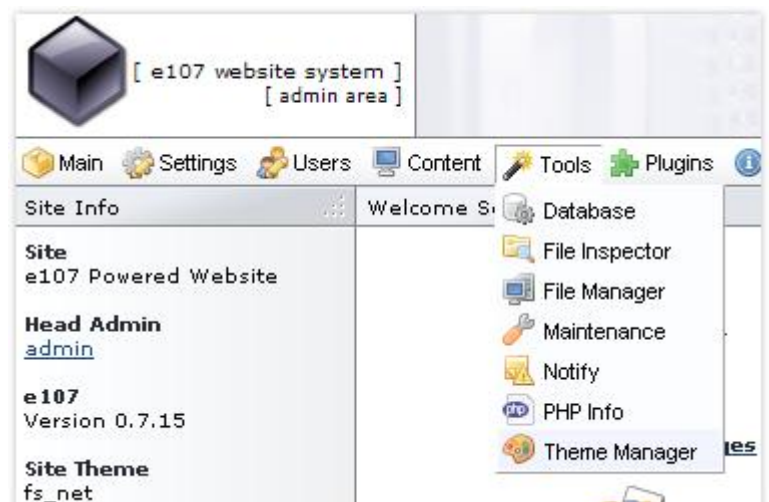 [ e107 website system ]
[ admin area ]
Main Settings Users Content Tools Plugins
Site Info
Site
e107 Powered Website
Head Admin
admin
e107
Version 0.7.15
Site Theme
fs_net
Welcome
Database
File Inspector
File Manager
Maintenance
Notify
PHP Info
Theme Manager